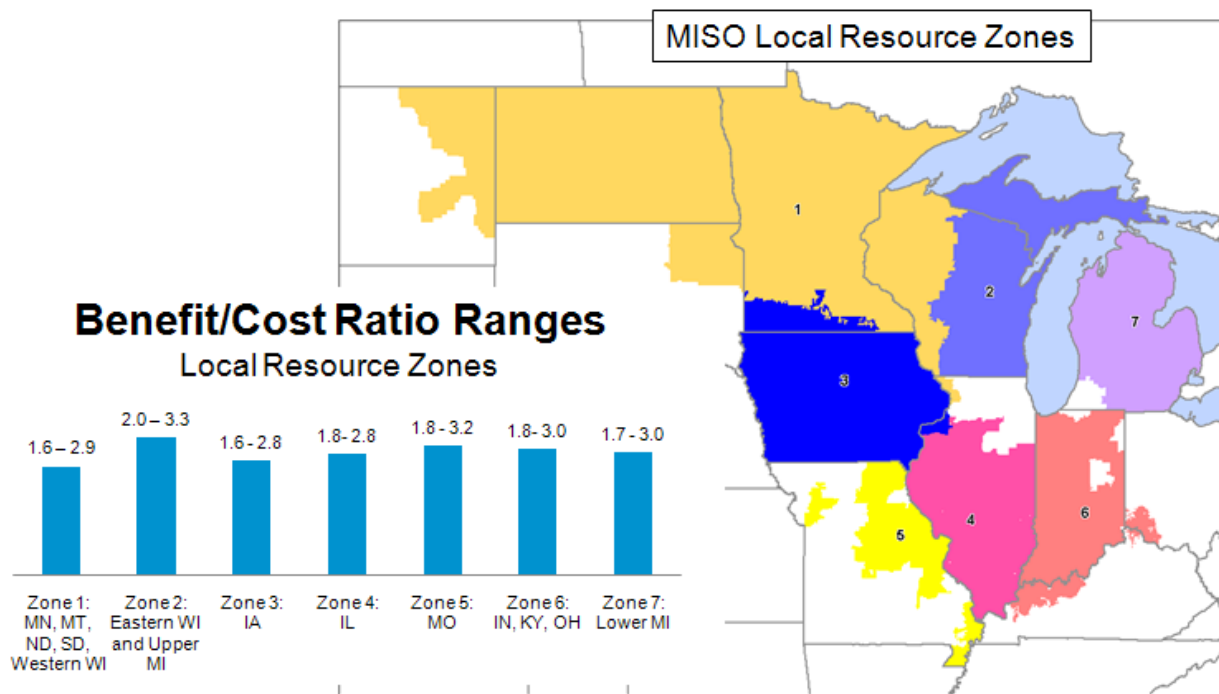 MISO Local Resource Zones
1
2
7
3
4
6
5
Benefit/Cost Ratio Ranges
Local Resource Zones
1.6 – 2.9
2.0 – 3.3
1.6 - 2.8
1.8- 2.8
1.8 - 3.2
1.8- 3.0
1.7 - 3.0
Zone 1:
MN, MT,
ND, SD,
Western WI
Zone 2:
Eastern WI
and Upper
MI
Zone 3:
IA
Zone 4:
IL
Zone 5:
MO
Zone 6:
IN, KY, OH
Zone 7:
Lower MI